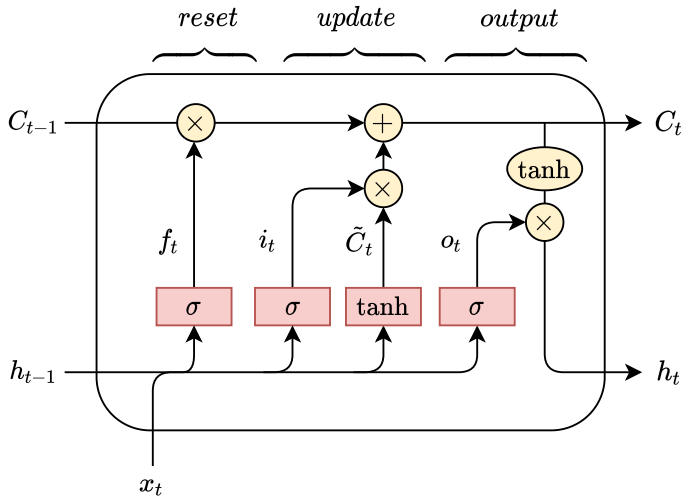 reset update output
C_{t-1} × + C_t
tanh
× ×
f_t i_t C̃_t o_t
σ σ tanh σ
h_{t-1} h_t
x_t